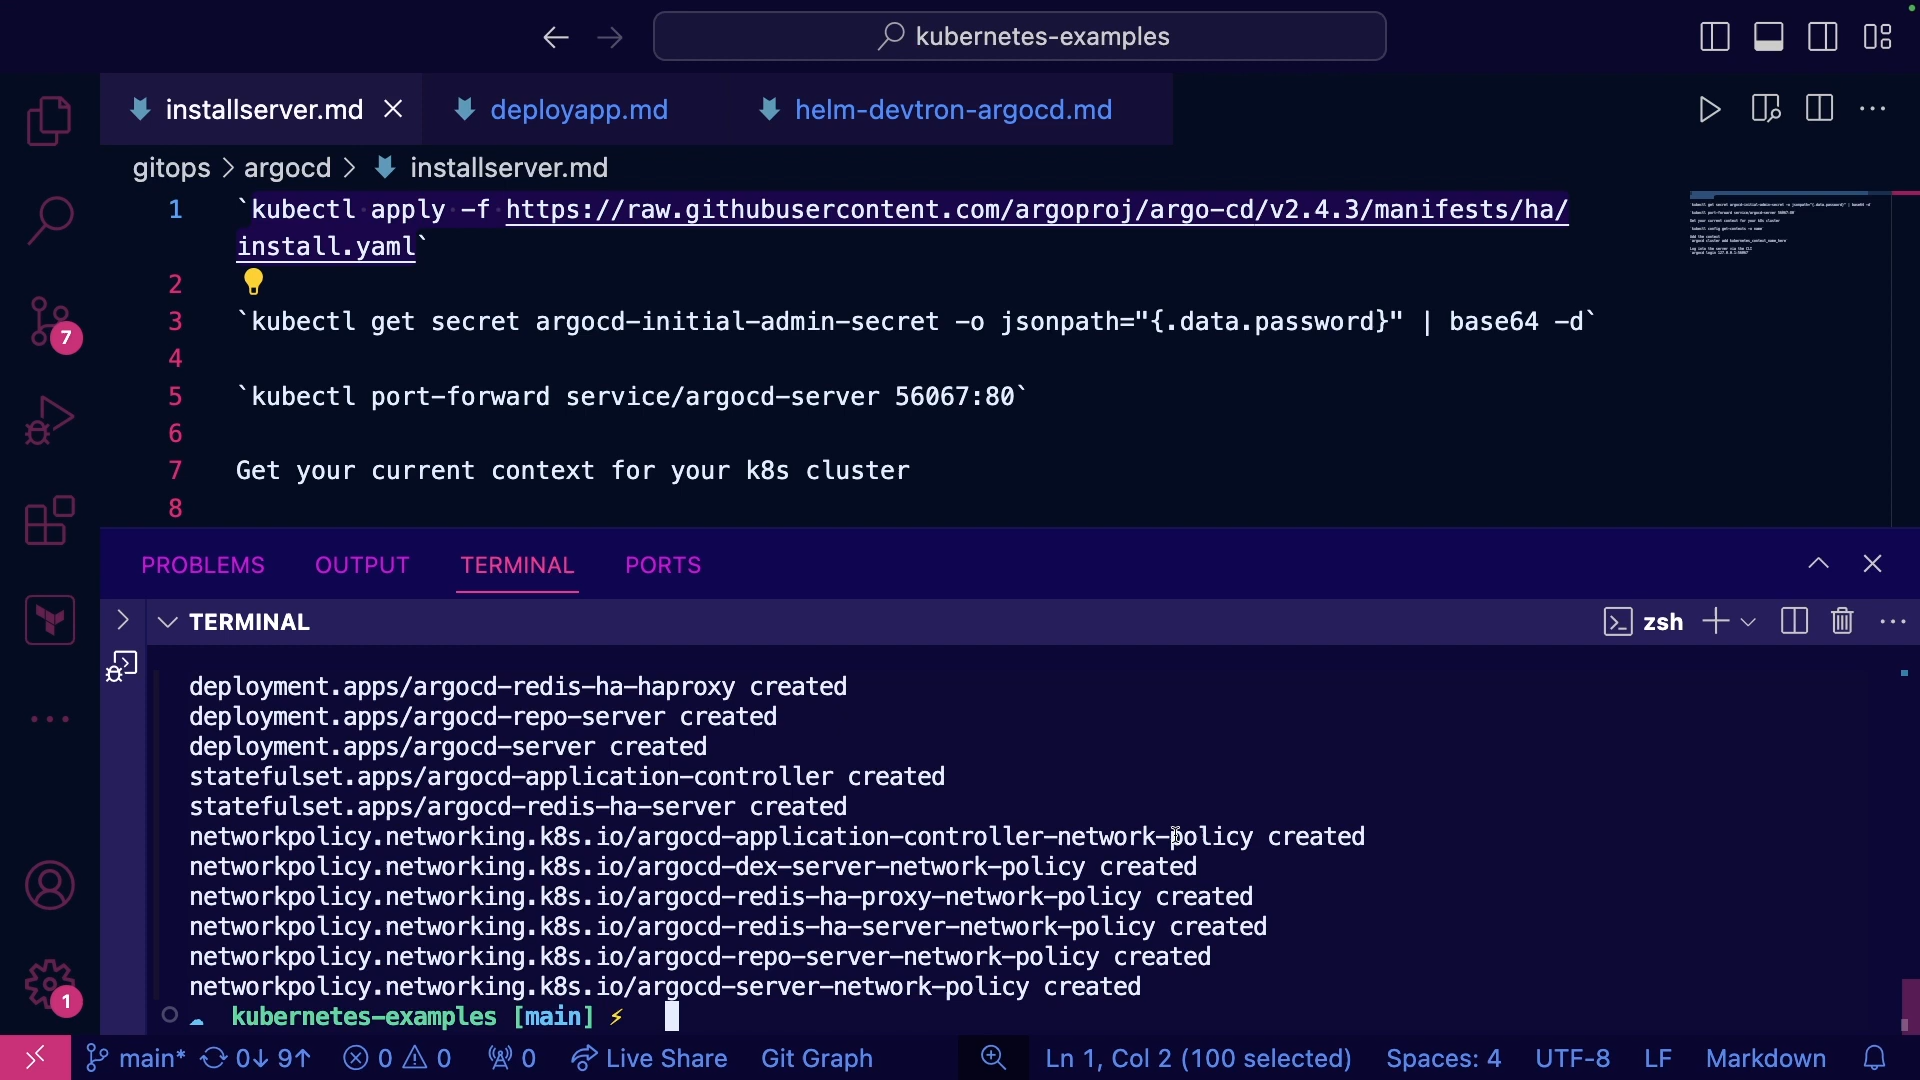 kubernetes-examples
installserver.md
deployapp.md
helm-devtron-argocd.md
gitops > argocd > installserver.md
1 `kubectl apply -f https://raw.githubusercontent.com/argoproj/argo-cd/v2.4.3/manifests/ha/
install.yaml`
2
3 `kubectl get secret argocd-initial-admin-secret -o jsonpath="{.data.password}" | base64 -d`
4
5 `kubectl port-forward service/argocd-server 56067:80`
6
7 Get your current context for your k8s cluster
8
7
1
PROBLEMS OUTPUT TERMINAL PORTS
TERMINAL
zsh
deployment.apps/argocd-redis-ha-haproxy created
deployment.apps/argocd-repo-server created
deployment.apps/argocd-server created
statefulset.apps/argocd-application-controller created
statefulset.apps/argocd-redis-ha-server created
networkpolicy.networking.k8s.io/argocd-application-controller-network-policy created
networkpolicy.networking.k8s.io/argocd-dex-server-network-policy created
networkpolicy.networking.k8s.io/argocd-redis-ha-proxy-network-policy created
networkpolicy.networking.k8s.io/argocd-redis-ha-server-network-policy created
networkpolicy.networking.k8s.io/argocd-repo-server-network-policy created
networkpolicy.networking.k8s.io/argocd-server-network-policy created
kubernetes-examples [main] ⚡
main* 0↓ 9↑ 0 0 0 Live Share Git Graph Ln 1, Col 2 (100 selected) Spaces: 4 UTF-8 LF Markdown